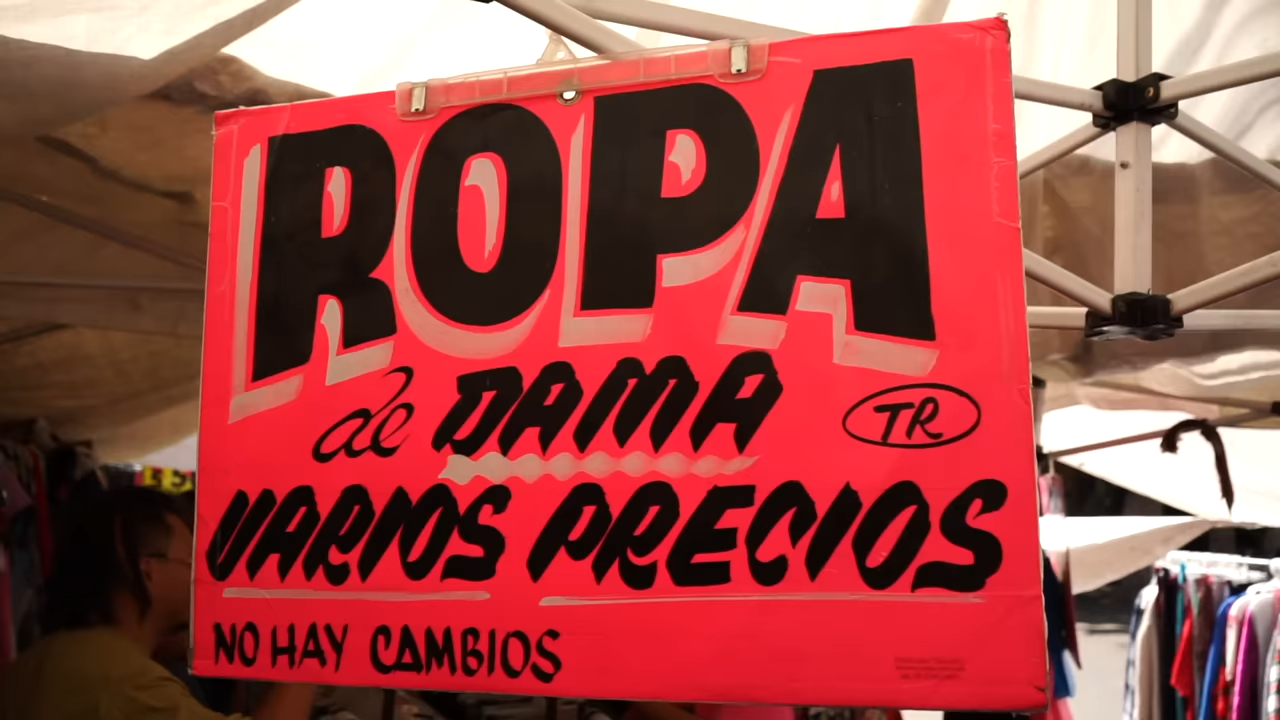 ROPA
de DAMA
TR
VARIOS PRECIOS
NO HAY CAMBIOS